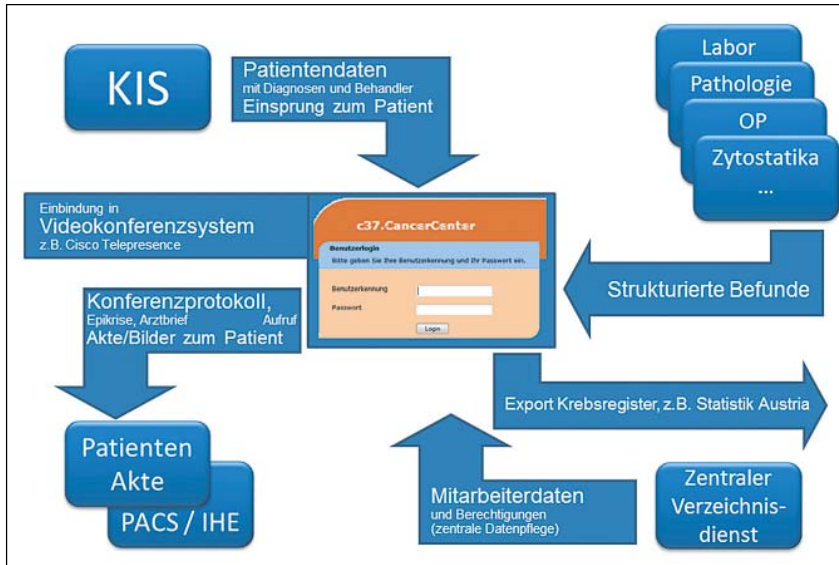 KIS
Patientendaten
mit Diagnosen und Behandler
Einsprung zum Patient
Labor
Pathologie
OP
Zytostatika
...
Einbindung in
Videokonferenzsystem
z.B. Cisco Telepresence
c37.CancerCenter
Benutzerlogin
Bitte geben Sie Ihre Benutzerkennung und Ihr Passwort ein.
Benutzerkennung
Passwort
Login
Strukturierte Befunde
Konferenzprotokoll,
Epikrise, Arztbrief Aufruf
Akte/Bilder zum Patient
Export Krebsregister, z.B. Statistik Austria
Patienten
Akte
PACS / IHE
Mitarbeiterdaten
und Berechtigungen
(zentrale Datenpflege)
Zentraler
Verzeichnis-
dienst